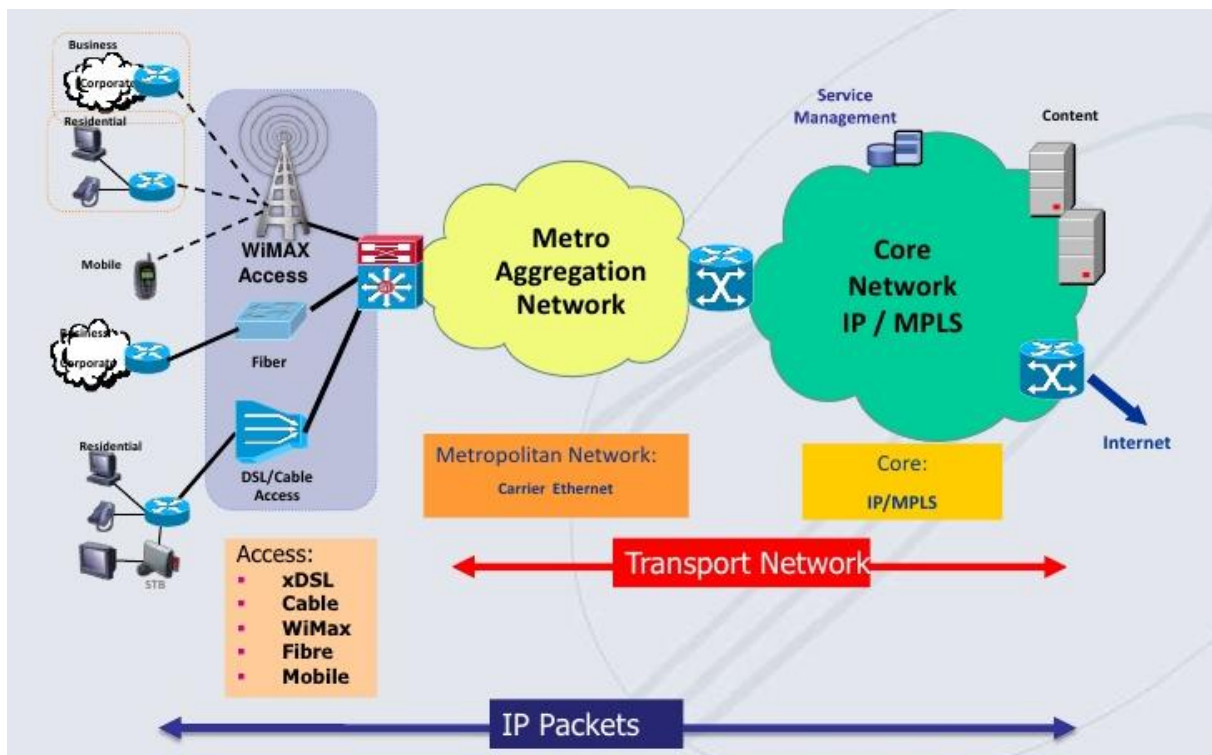 Business
Corporate
Residential
Mobile
Business
Corporate
Residential
STB
WiMAX
Access
Fiber
DSL/Cable
Access
Metro
Aggregation
Network
Service
Management
Content
Core
Network
IP / MPLS
Internet
Metropolitan Network:
Carrier Ethernet
Core:
IP/MPLS
Access:
xDSL
Cable
WiMax
Fibre
Mobile
Transport Network
IP Packets